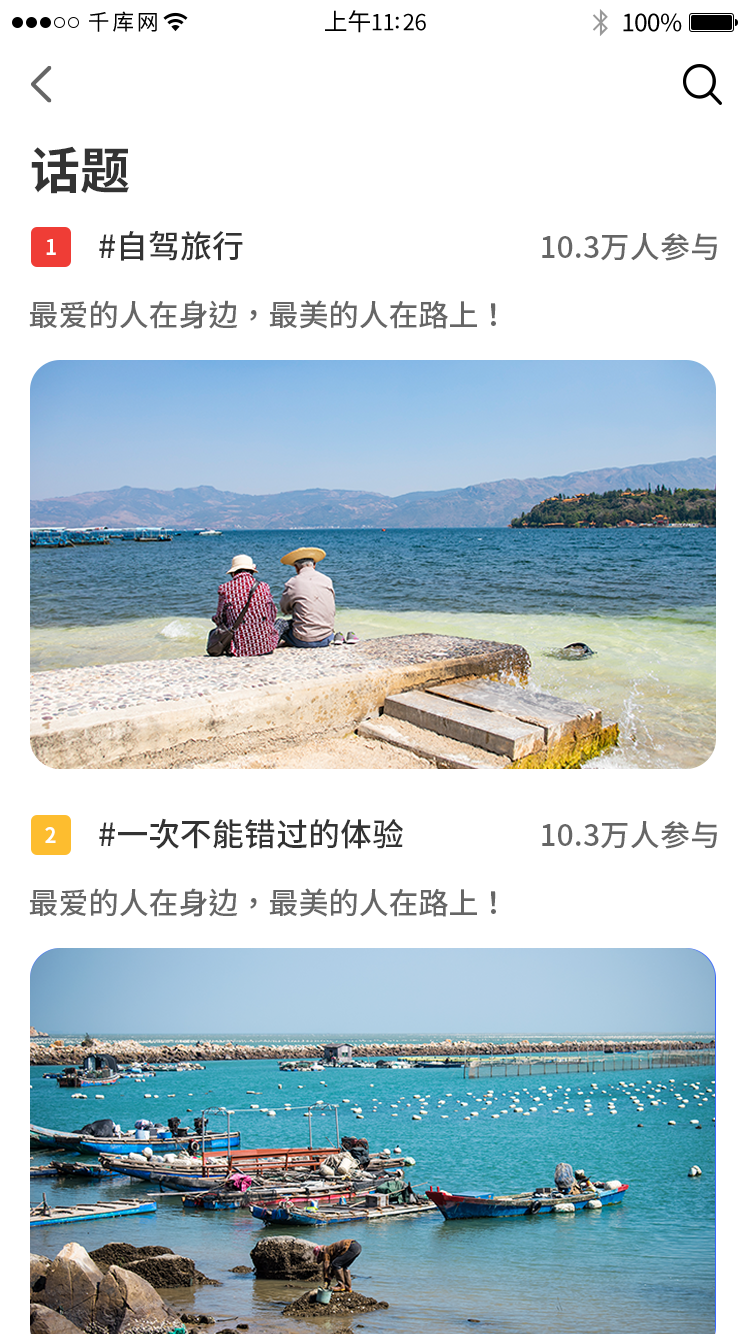 千库网 上午11:26 100%
话题
1 #自驾旅行 10.3万人参与
最爱的人在身边，最美的人在路上！
2 #一次不能错过的体验 10.3万人参与
最爱的人在身边，最美的人在路上！